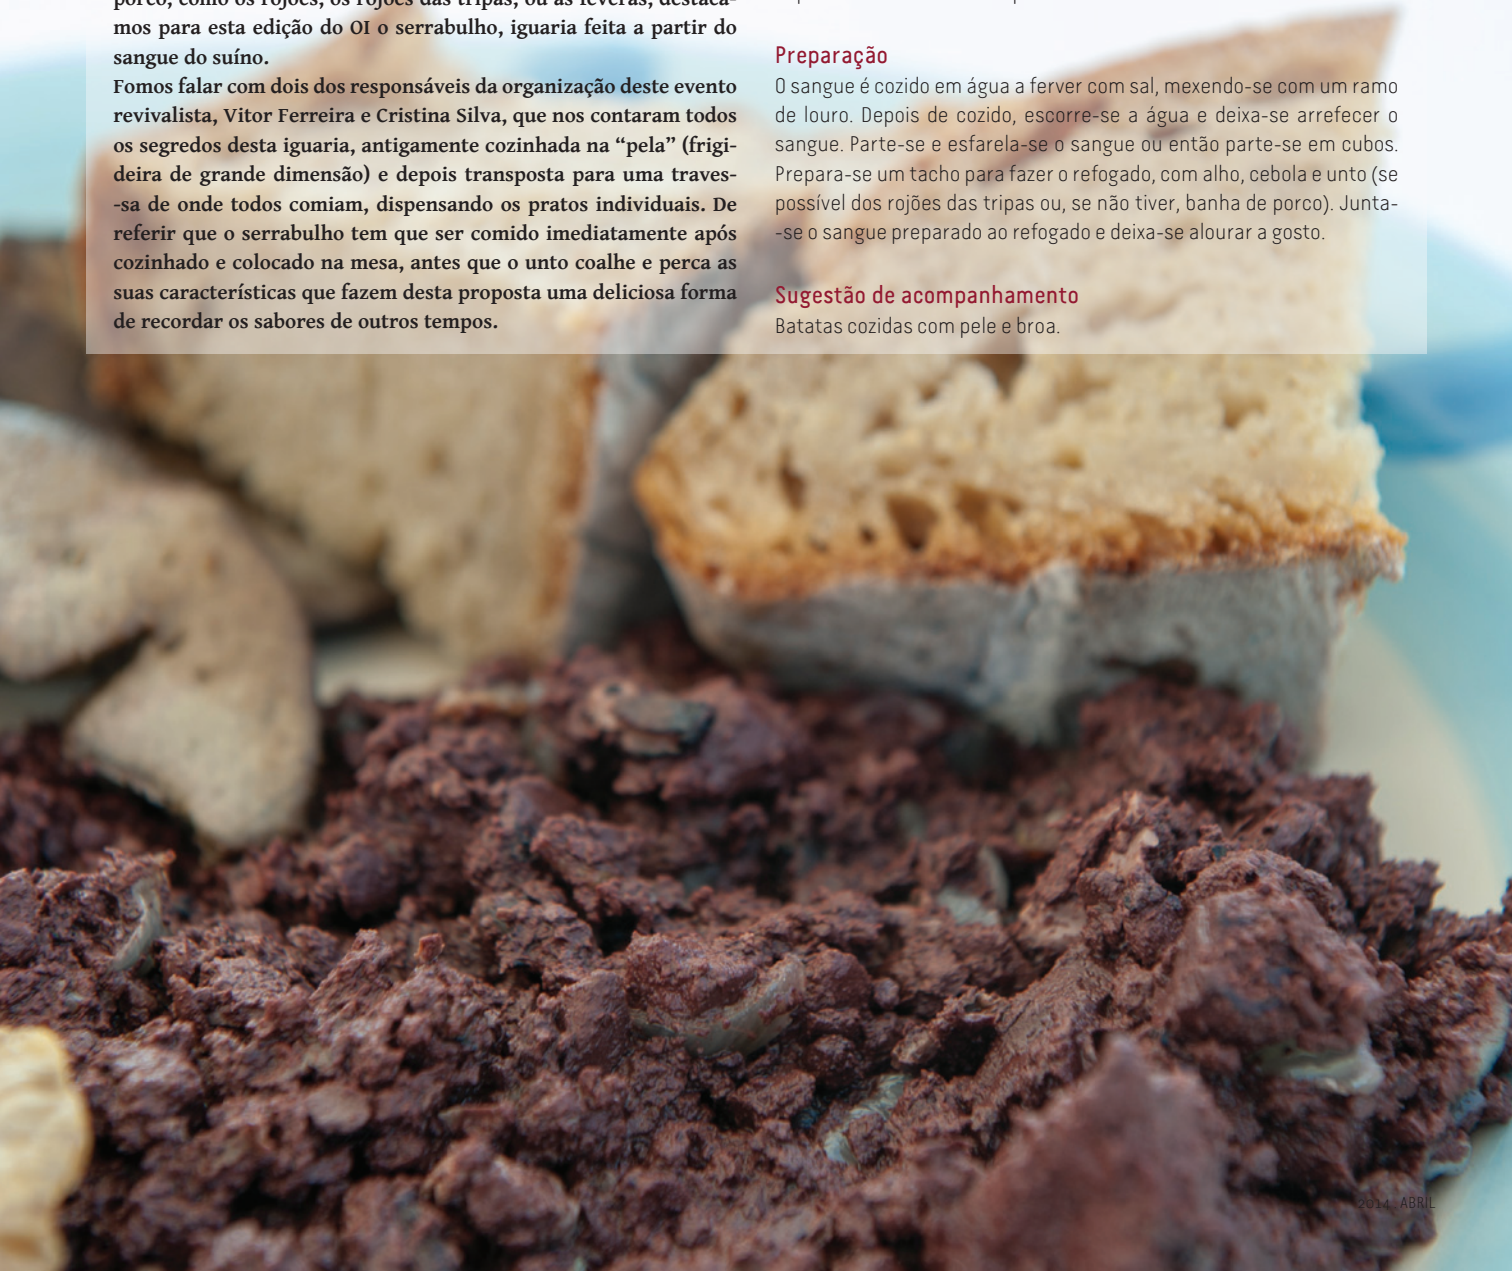 mos para esta edição do OI o serrabulho, iguaria feita a partir do
sangue do suíno.
Fomos falar com dois dos responsáveis da organização deste evento
revivalista, Vitor Ferreira e Cristina Silva, que nos contaram todos
os segredos desta iguaria, antigamente cozinhada na “pela” (frigi-
deira de grande dimensão) e depois transposta para uma traves-
-sa de onde todos comiam, dispensando os pratos individuais. De
referir que o serrabulho tem que ser comido imediatamente após
cozinhado e colocado na mesa, antes que o unto coalhe e perca as
suas características que fazem desta proposta uma deliciosa forma
de recordar os sabores de outros tempos.
Preparação
O sangue é cozido em água a ferver com sal, mexendo-se com um ramo
de louro. Depois de cozido, escorre-se a água e deixa-se arrefecer o
sangue. Parte-se e esfarela-se o sangue ou então parte-se em cubos.
Prepara-se um tacho para fazer o refogado, com alho, cebola e unto (se
possível dos rojões das tripas ou, se não tiver, banha de porco). Junta-
-se o sangue preparado ao refogado e deixa-se alourar a gosto.
Sugestão de acompanhamento
Batatas cozidas com pele e broa.
2014 ABRIL